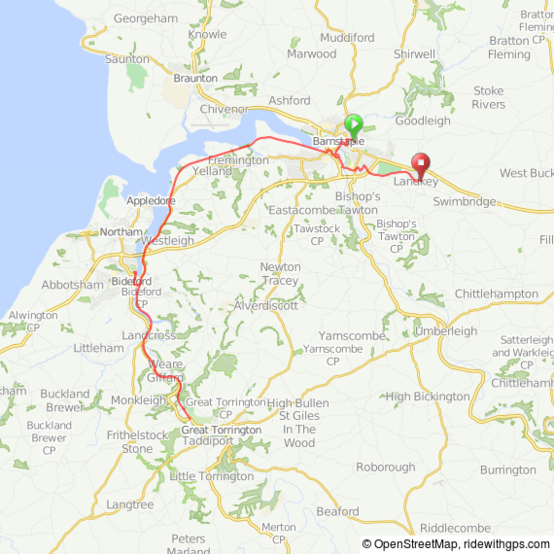 Georgeham
Muddiford
Bratton
Fleming CP
Bratton
Fleming
Knowle
Saunton
Marwood
Shirwell
Braunton
Stoke
Rivers
Ashford
Chivenor
Goodleigh
Barnstaple
Fremington
Yelland
Landkey
West Buck
Swimbridge
Appledore
Bishop's
Tawton
Eastacombe
Tawstock
CP
Bishop's
Tawton
CP
Northam
Westleigh
Fill
Newton
Tracey
Abbotsham
Bideford
Bideford
CP
Chittlehampton
Alverdiscott
Alwington
CP
Umberleigh
Landcross
Yarnscombe
Yarnscombe
CP
Satterleigh
and Warkleigh
CP
Littleham
Weare
Giffard
Chittlehamh
kham
Buckland
Brewer
Monkleigh
High Bickington
Great Torrington
CP
High Bullen
St Giles
In The
Wood
Buckland
Brewer
CP
Frithelstock
Stone
Great Torrington
Taddiport
Roborough
Little Torrington
Burrington
Langtree
Beaford
Merton
CP
Riddlecombe
Peters
Marland
© OpenStreetMap, ridewithgps.com